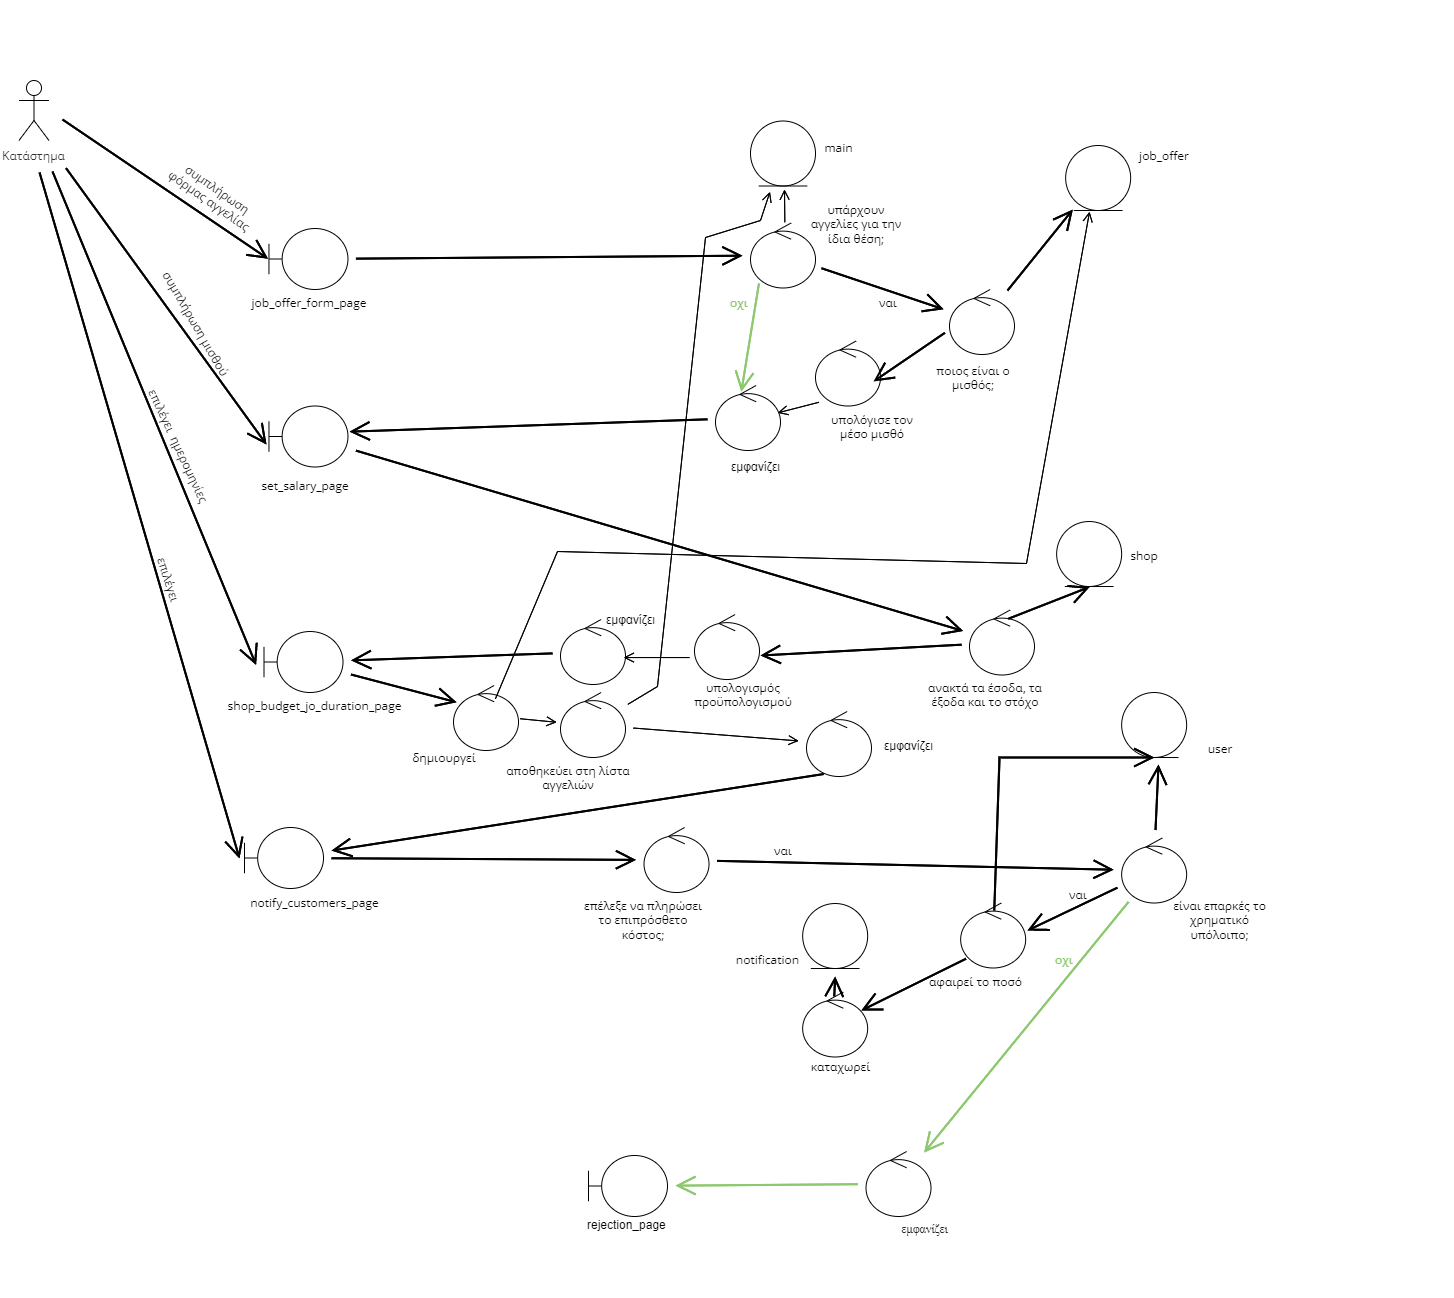 Κατάστημα
συμπλήρωση
φόρμας αγγελίας
main
job_offer
υπάρχουν
αγγελίες για την
ίδια θέση;
job_offer_form_page
οχι
ναι
συμπλήρωση μισθού
ποιος είναι ο
μισθός;
υπολόγισε τον
μέσο μισθό
εμφανίζει
set_salary_page
επιλέγει ημερομηνίες
shop
επιλέγει
εμφανίζει
υπολογισμός
προϋπολογισμού
ανακτά τα έσοδα, τα
έξοδα και το στόχο
shop_budget_jo_duration_page
δημιουργεί
αποθηκεύει στη λίστα
αγγελιών
εμφανίζει
user
ναι
notify_customers_page
επέλεξε να πληρώσει
το επιπρόσθετο
κόστος;
ναι
είναι επαρκές το
χρηματικό
υπόλοιπο;
notification
οχι
αφαιρεί το ποσό
καταχωρεί
rejection_page
εμφανίζει